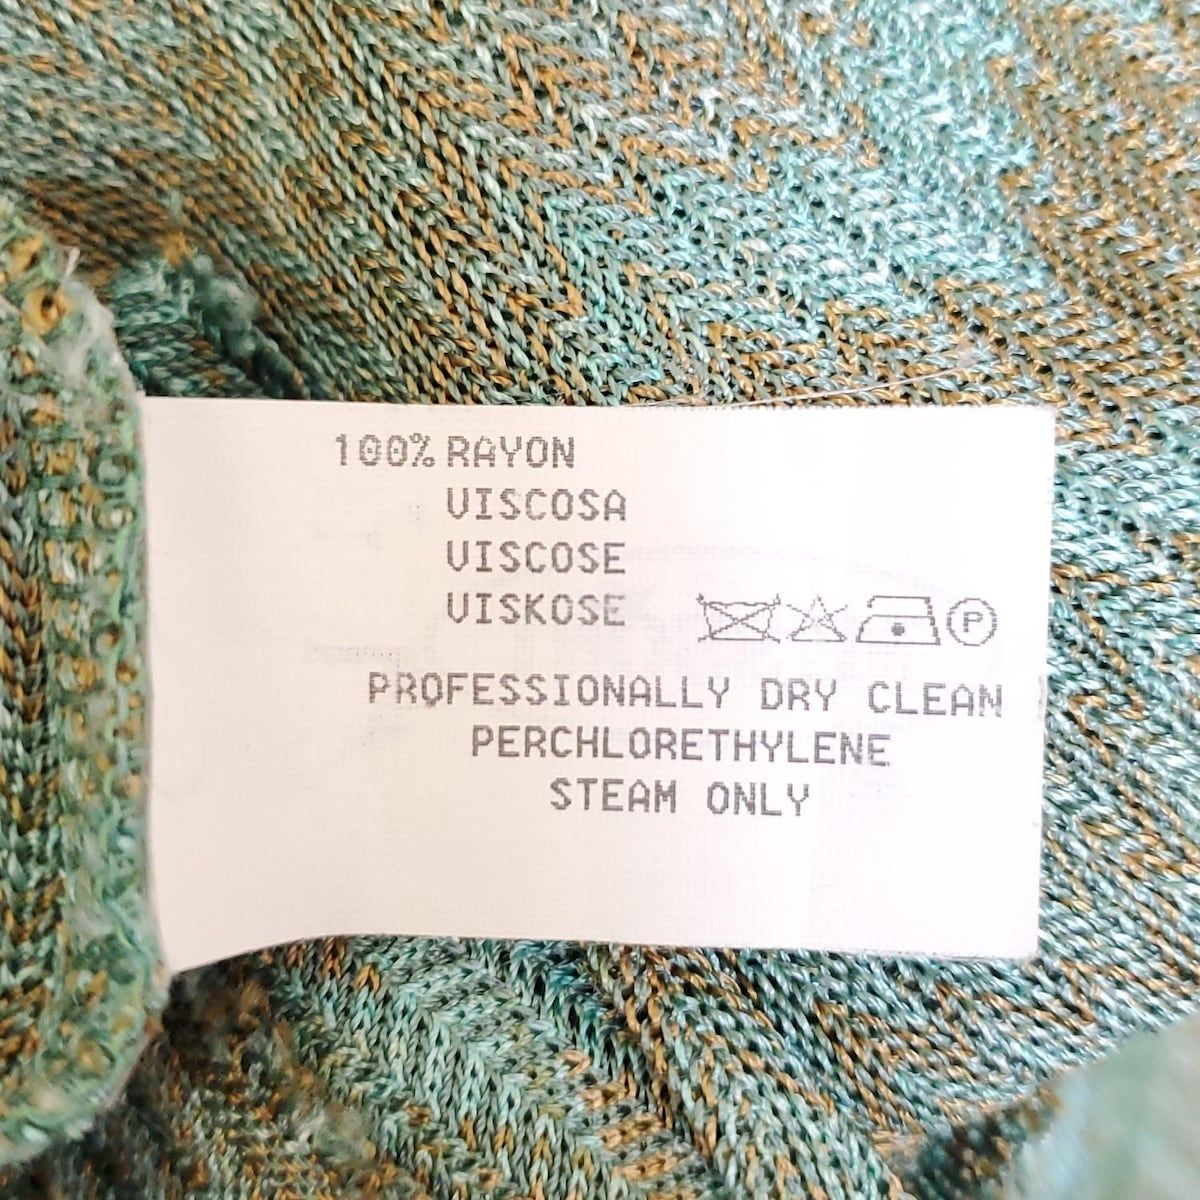 100% RAYON
VISCOSA
VISCOSE
VISKOSE
P
PROFESSIONALLY DRY CLEAN
PERCHLORETHYLENE
STEAM ONLY